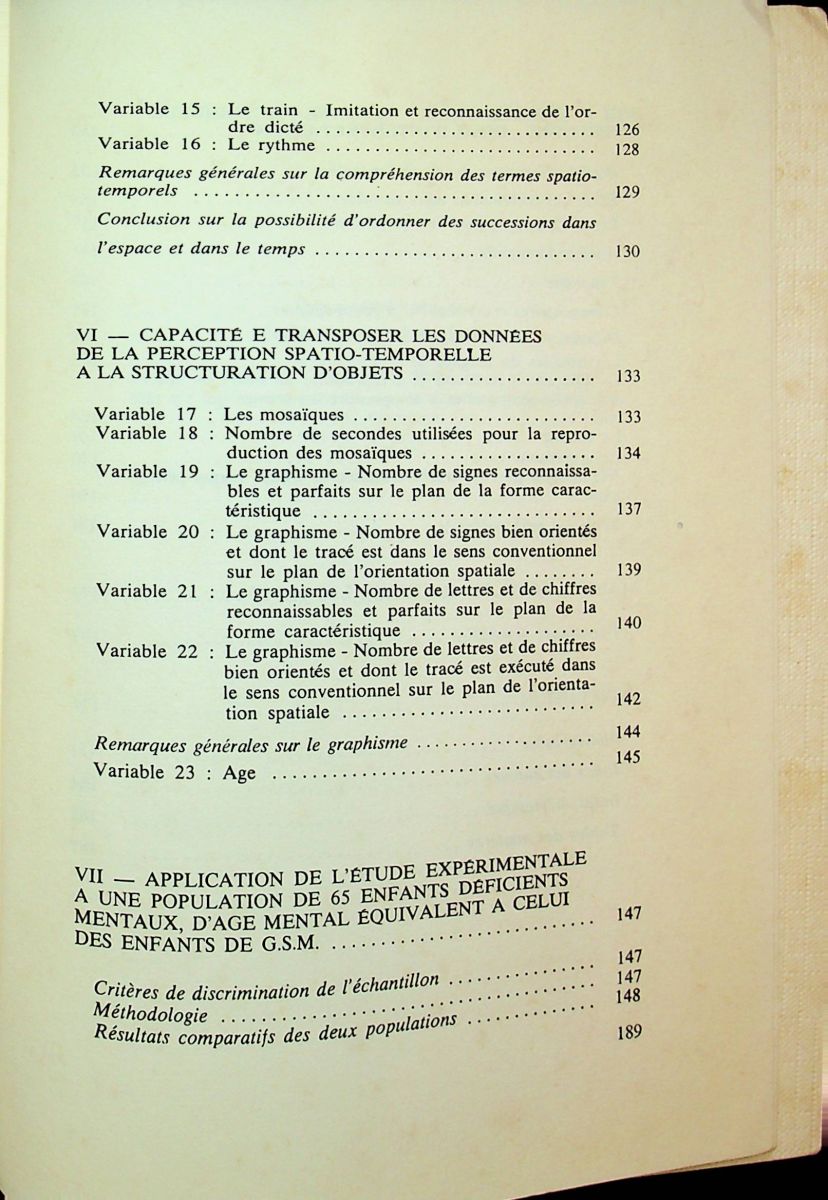 Variable 15 : Le train - Imitation et reconnaissance de l'or-
dre dicté .............................. 126
Variable 16 : Le rythme .............................. 128
Remarques générales sur la compréhension des termes spatio-
temporels .......................................... 129
Conclusion sur la possibilité d'ordonner des successions dans
l'espace et dans le temps .............................. 130
VI — CAPACITÉ E TRANSPOSER LES DONNÉES
DE LA PERCEPTION SPATIO-TEMPORELLE
A LA STRUCTURATION D'OBJETS .................... 133
Variable 17 : Les mosaïques .......................... 133
Variable 18 : Nombre de secondes utilisées pour la repro-
duction des mosaïques ................... 134
Variable 19 : Le graphisme - Nombre de signes reconnaissa-
bles et parfaits sur le plan de la forme carac-
téristique .............................. 137
Variable 20 : Le graphisme - Nombre de signes bien orientés
et dont le tracé est dans le sens conventionnel
sur le plan de l'orientation spatiale ........ 139
Variable 21 : Le graphisme - Nombre de lettres et de chiffres
reconnaissables et parfaits sur le plan de la
forme caractéristique .................... 140
Variable 22 : Le graphisme - Nombre de lettres et de chiffres
bien orientés et dont le tracé est exécuté dans
le sens conventionnel sur le plan de l'orienta-
tion spatiale ........................... 142
Remarques générales sur le graphisme ................... 144
Variable 23 : Age .................................. 145
VII — APPLICATION DE L'ÉTUDE EXPÉRIMENTALE
A UNE POPULATION DE 65 ENFANTS DÉFICIENTS
MENTAUX, D'AGE MENTAL ÉQUIVALENT A CELUI
DES ENFANTS DE G.S.M. ............................ 147
147
Critères de discrimination de l'échantillon ................ 147
Méthodologie ........................................ 148
Résultats comparatifs des deux populations .............. 189